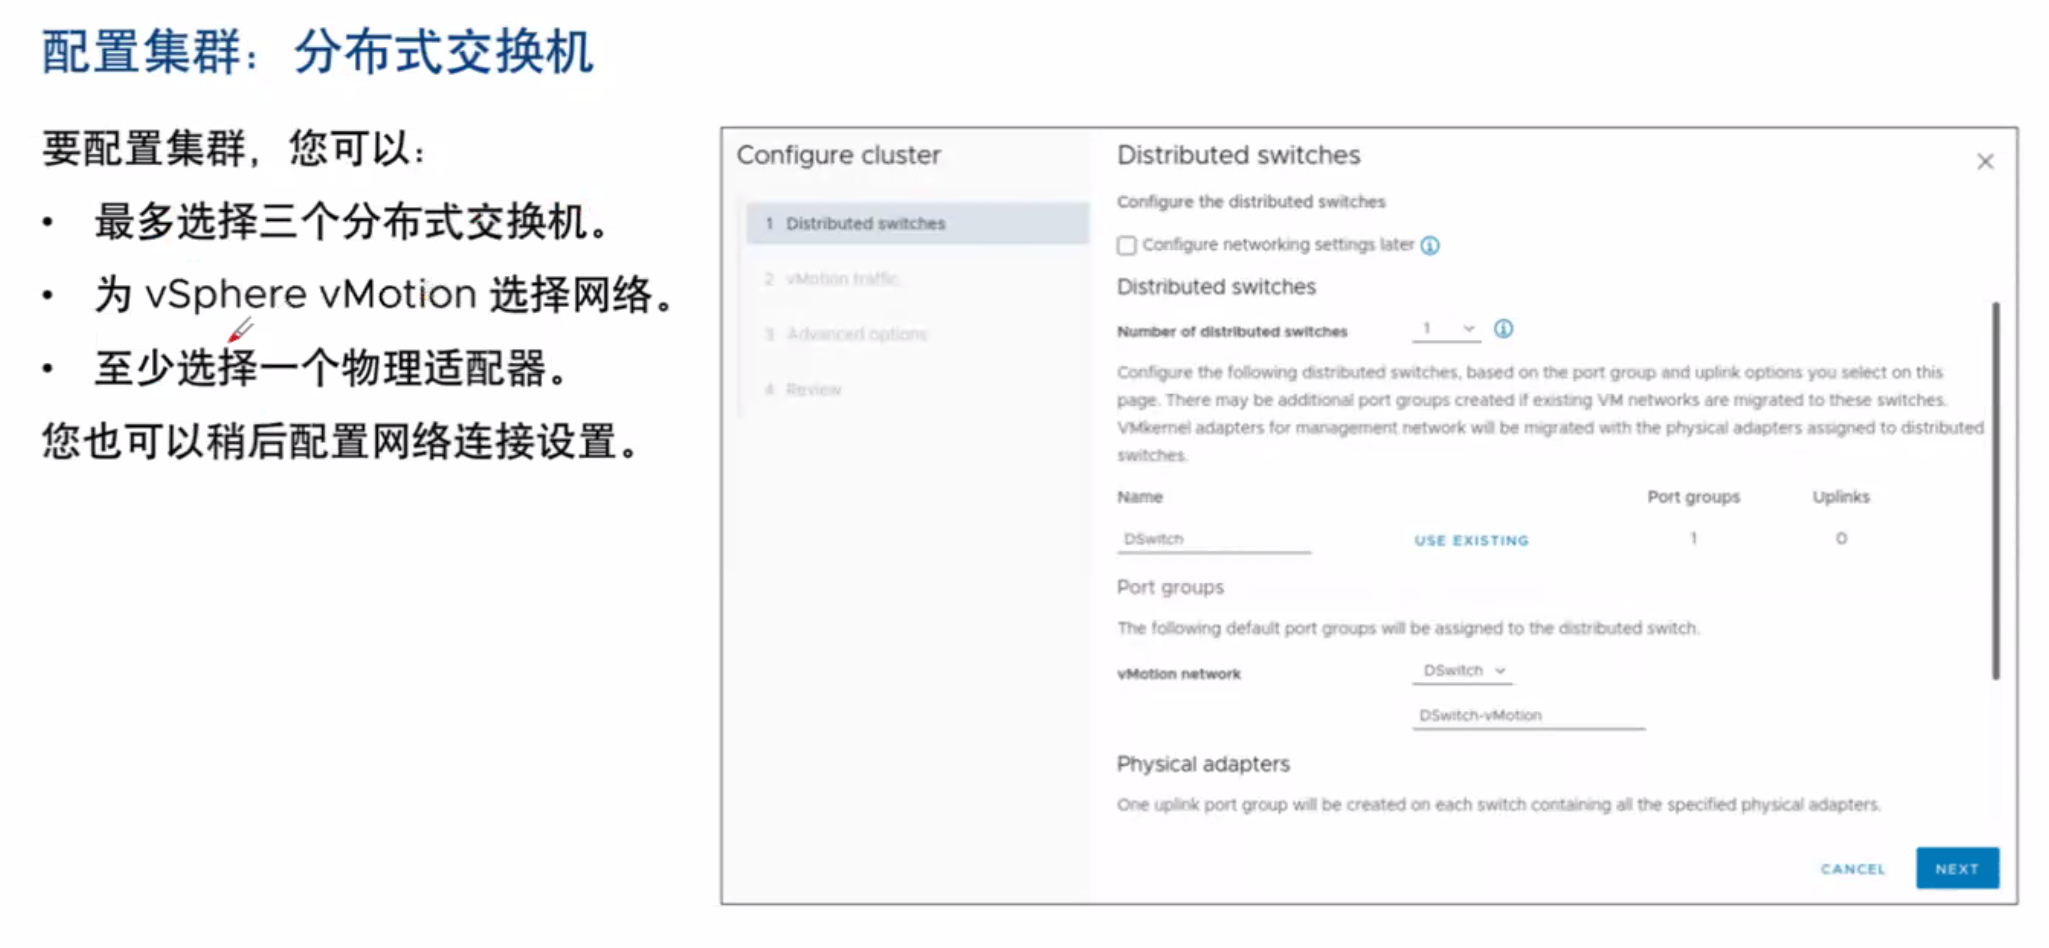 配置集群：分布式交换机
要配置集群，您可以：
• 最多选择三个分布式交换机。
• 为 vSphere vMotion 选择网络。
• 至少选择一个物理适配器。
您也可以稍后配置网络连接设置。
Configure cluster
1 Distributed switches
2 vMotion traffic
3 Advanced options
4 Review
Distributed switches
Configure the distributed switches
Configure networking settings later
Distributed switches
Number of distributed switches 1
Configure the following distributed switches, based on the port group and uplink options you select on this
page. There may be additional port groups created if existing VM networks are migrated to these switches.
VMkernel adapters for management network will be migrated with the physical adapters assigned to distributed
switches.
Name Port groups Uplinks
DSwitch USE EXISTING 1 0
Port groups
The following default port groups will be assigned to the distributed switch.
vMotion network DSwitch
DSwitch-vMotion
Physical adapters
One uplink port group will be created on each switch containing all the specified physical adapters.
CANCEL NEXT